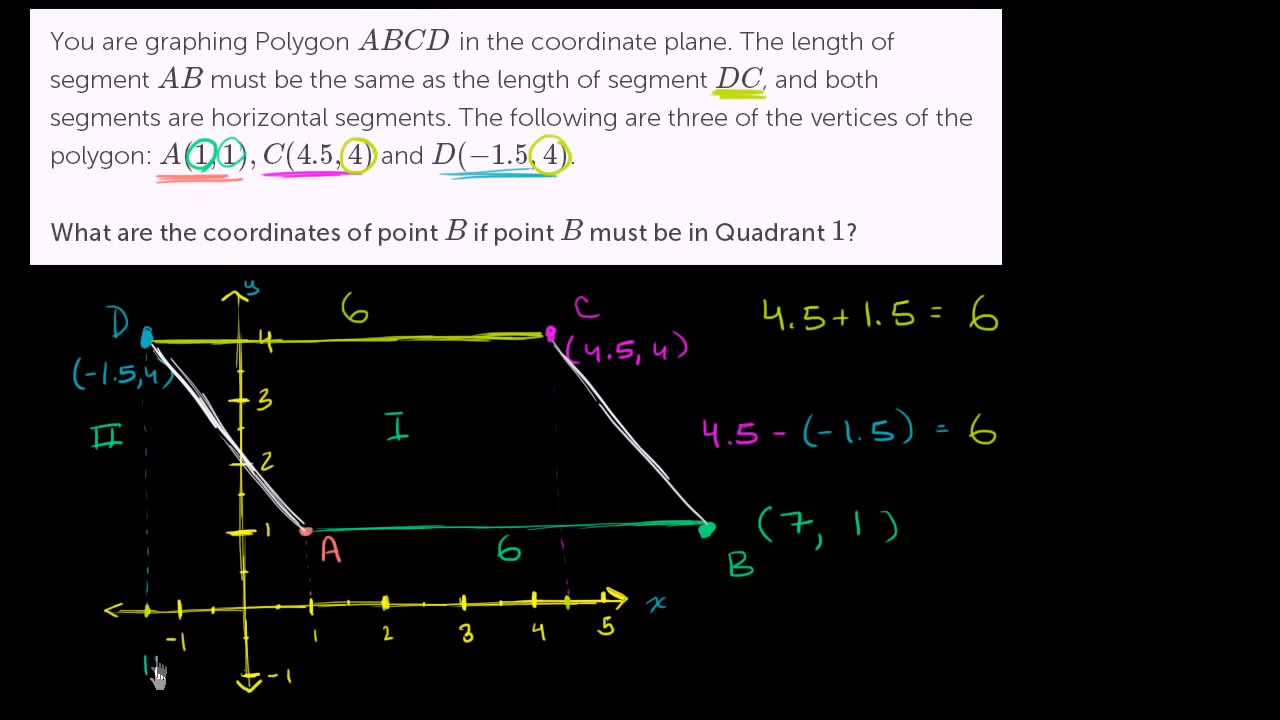 You are graphing Polygon ABCD in the coordinate plane. The length of
segment AB must be the same as the length of segment DC, and both
segments are horizontal segments. The following are three of the vertices of the
polygon: A(1,1), C(4.5, 4) and D(−1.5, 4).
What are the coordinates of point B if point B must be in Quadrant 1?
y
D
6
C
4.5 + 1.5 = 6
4
(4.5, 4)
(-1.5, 4)
3
II
I
4.5 - (-1.5) = 6
2
1
A
6
B
(7, 1)
x
-1
1
2
3
4
5
-1